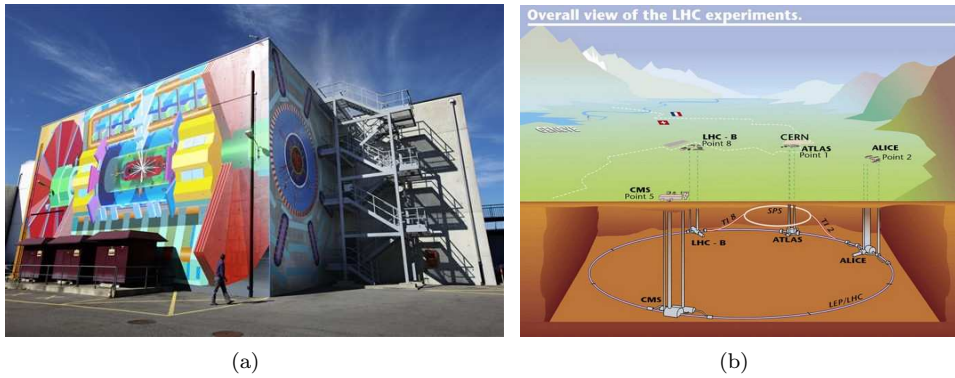 Overall view of the LHC experiments.
LHC - B
Point 8
CERN
ATLAS
Point 1
ALICE
Point 2
CMS
Point 5
TI 8
SPS
TI 2
LHC - B
ATLAS
ALICE
CMS
LEP/LHC
(a)
(b)